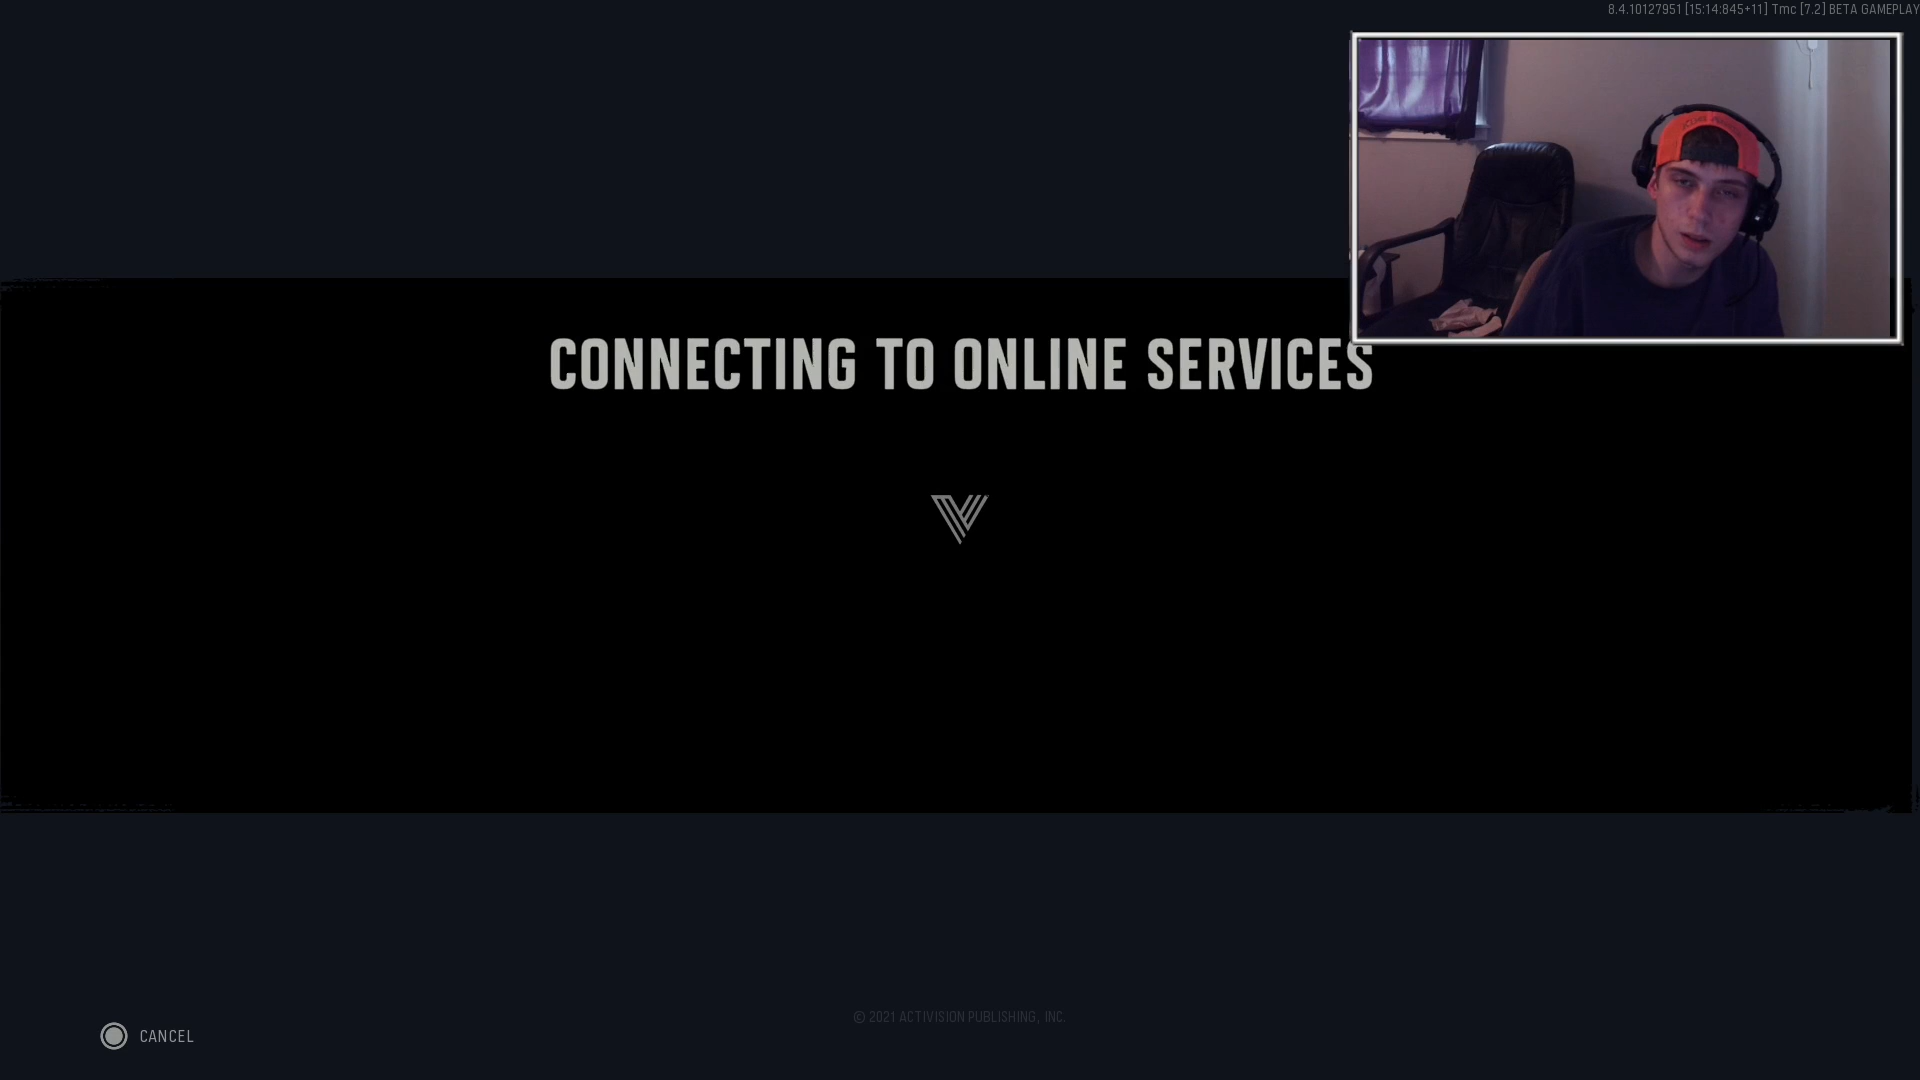 8.4.10127951 [15:14:845+11] Tmc [7.2] BETA GAMEPLAY
CONNECTING TO ONLINE SERVICES
© 2021 ACTIVISION PUBLISHING, INC.
CANCEL